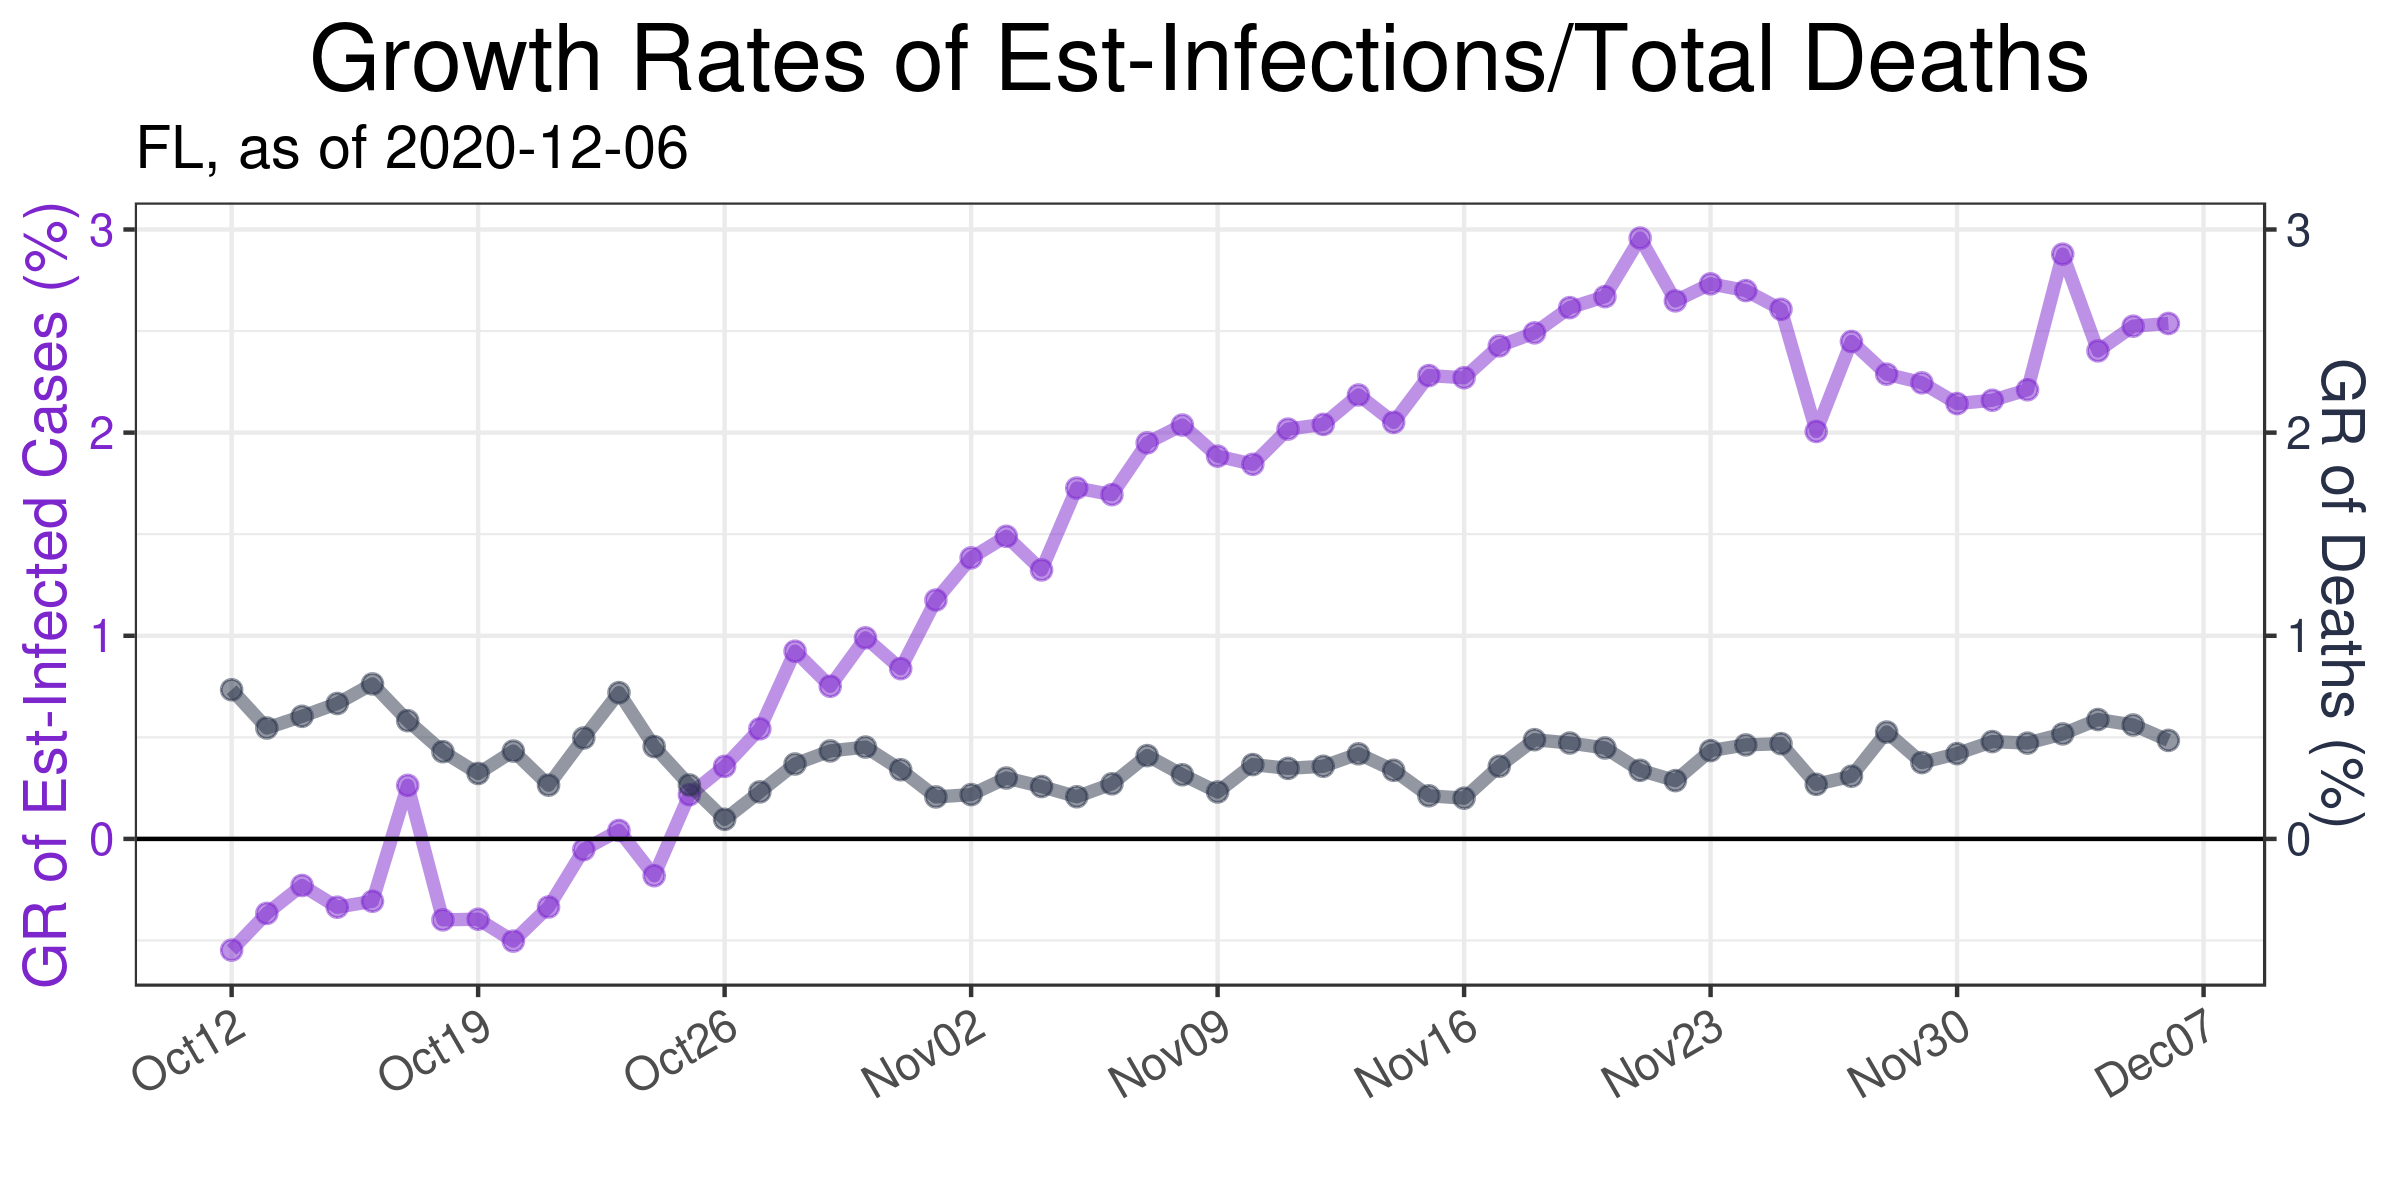 Growth Rates of Est-Infections/Total Deaths
FL, as of 2020-12-06
GR of Est-Infected Cases (%)
3
2
1
0
3
2
1
0
GR of Deaths (%)
Oct12
Oct19
Oct26
Nov02
Nov09
Nov16
Nov23
Nov30
Dec07